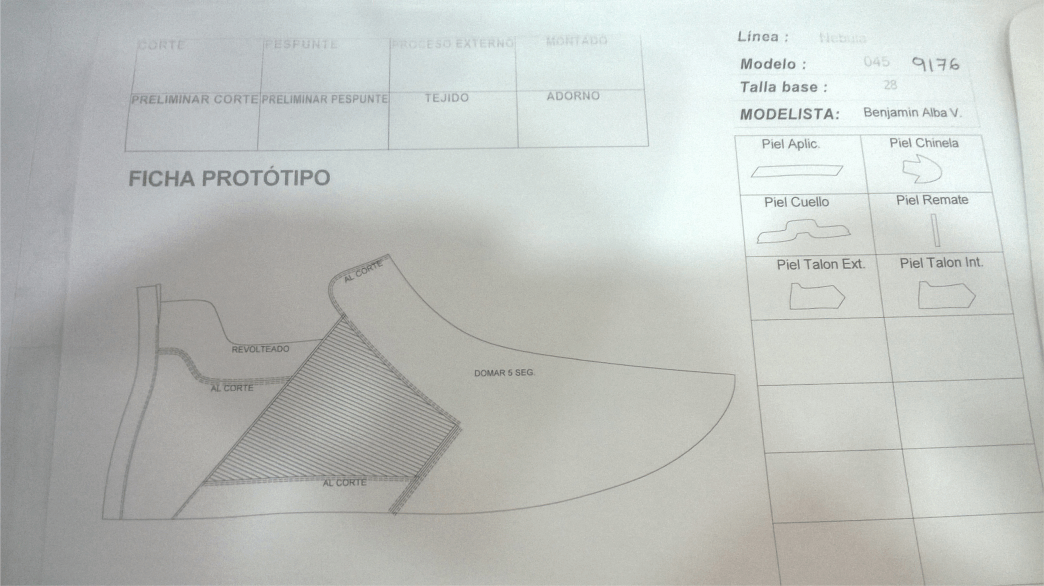 CORTE PESPUNTE PROCESO EXTERNO MONTADO
PRELIMINAR CORTE PRELIMINAR PESPUNTE TEJIDO ADORNO
FICHA PROTÓTIPO
Línea :
Modelo : 045 9176
Talla base : 28
MODELISTA: Benjamin Alba V.
Piel Aplic. Piel Chinela
Piel Cuello Piel Remate
Piel Talon Ext. Piel Talon Int.
AL CORTE
REVOLTEADO
DOMAR 5 SEG.
AL CORTE
AL CORTE